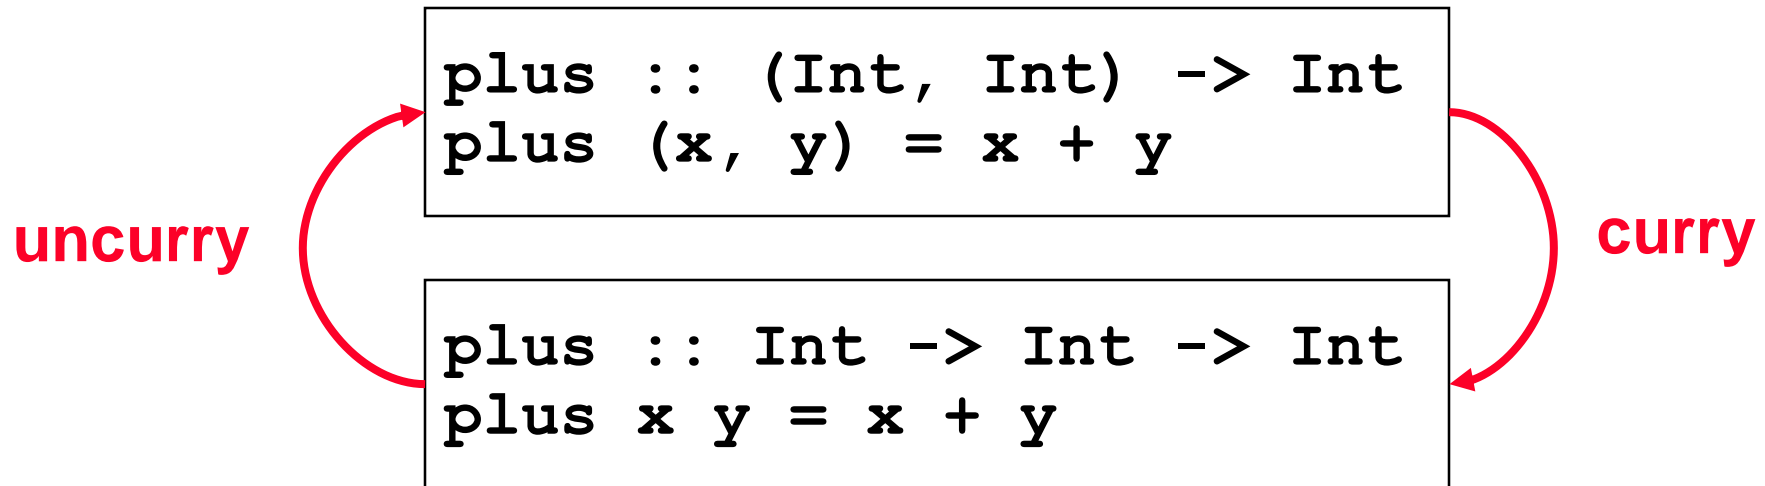 plus :: (Int, Int) -> Int
plus (x, y) = x + y
uncurry
curry
plus :: Int -> Int -> Int
plus x y = x + y